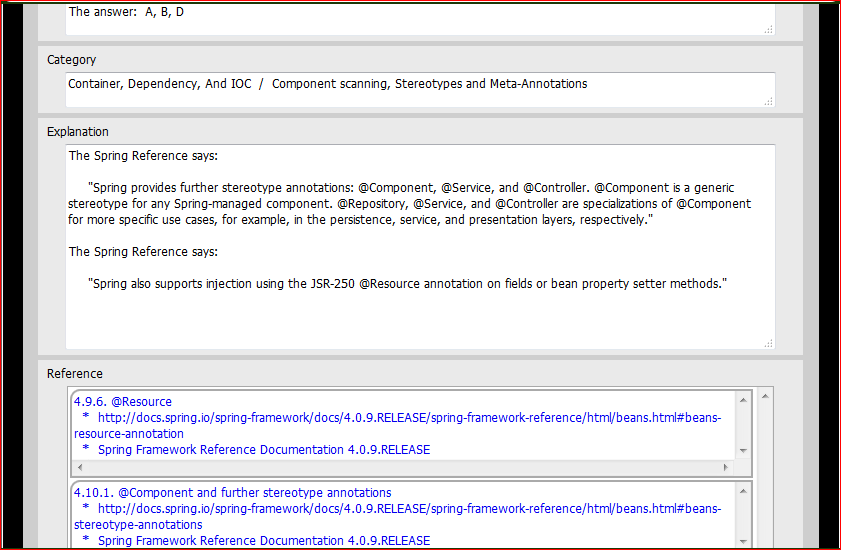 The answer:  A, B, D
Category
Container, Dependency, And IOC  /  Component scanning, Stereotypes and Meta-Annotations
Explanation
The Spring Reference says:
"Spring provides further stereotype annotations: @Component, @Service, and @Controller. @Component is a generic
stereotype for any Spring-managed component. @Repository, @Service, and @Controller are specializations of @Component
for more specific use cases, for example, in the persistence, service, and presentation layers, respectively."
The Spring Reference says:
"Spring also supports injection using the JSR-250 @Resource annotation on fields or bean property setter methods."
Reference
4.9.6. @Resource
*  http://docs.spring.io/spring-framework/docs/4.0.9.RELEASE/spring-framework-reference/html/beans.html#beans-
resource-annotation
*  Spring Framework Reference Documentation 4.0.9.RELEASE
4.10.1. @Component and further stereotype annotations
*  http://docs.spring.io/spring-framework/docs/4.0.9.RELEASE/spring-framework-reference/html/beans.html#beans-
stereotype-annotations
*  Spring Framework Reference Documentation 4.0.9.RELEASE